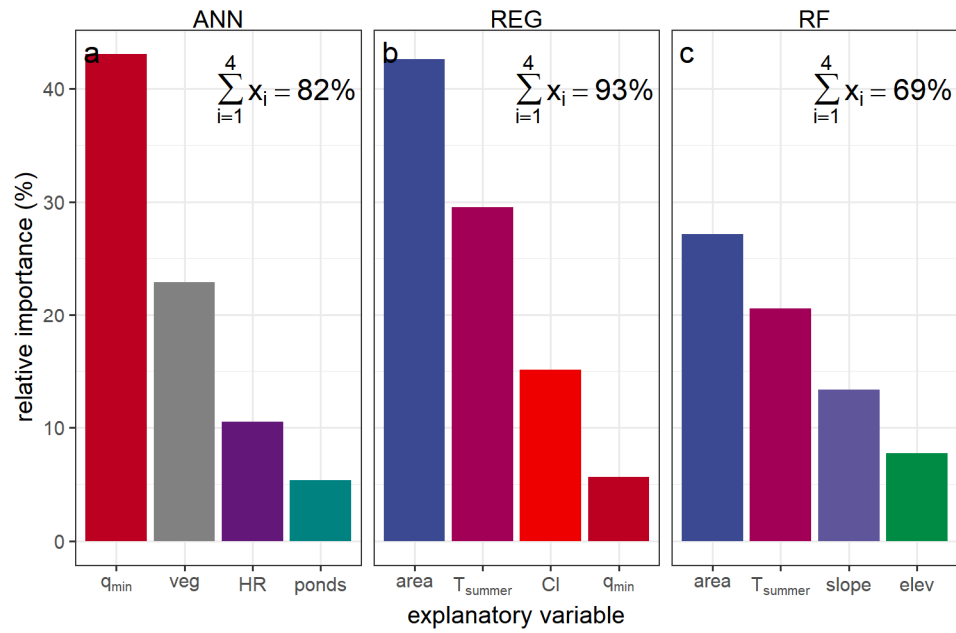 ANN
REG
RF
a
b
c
4
∑ xᵢ = 82%
i=1
4
∑ xᵢ = 93%
i=1
4
∑ xᵢ = 69%
i=1
relative importance (%)
40
30
20
10
0
qmin veg HR ponds
area Tsummer CI qmin
area Tsummer slope elev
explanatory variable